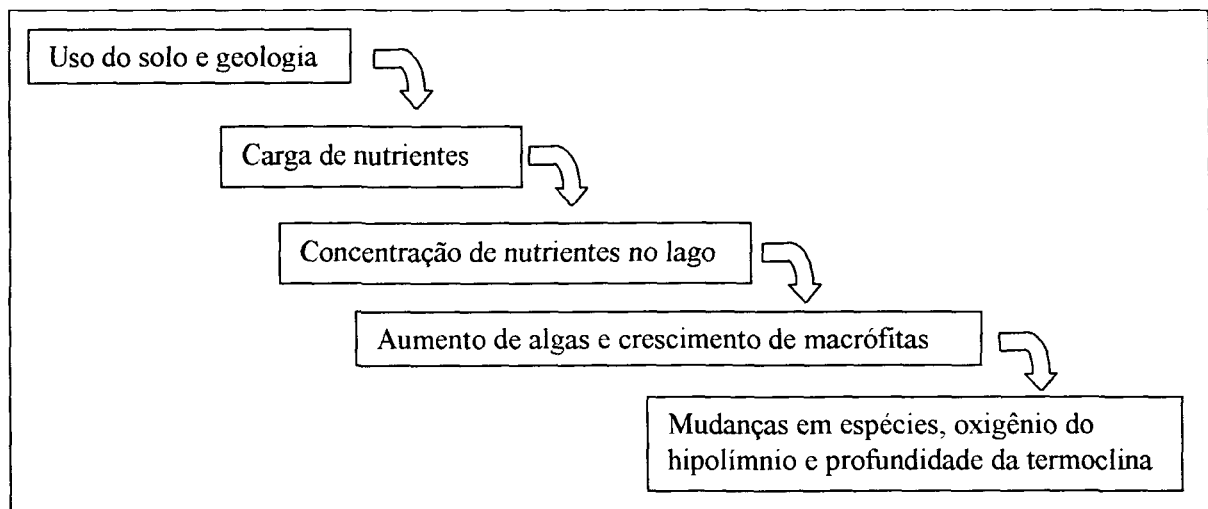 Uso do solo e geologia
Carga de nutrientes
Concentração de nutrientes no lago
Aumento de algas e crescimento de macrófitas
Mudanças em espécies, oxigênio do
hipolímnio e profundidade da termoclina